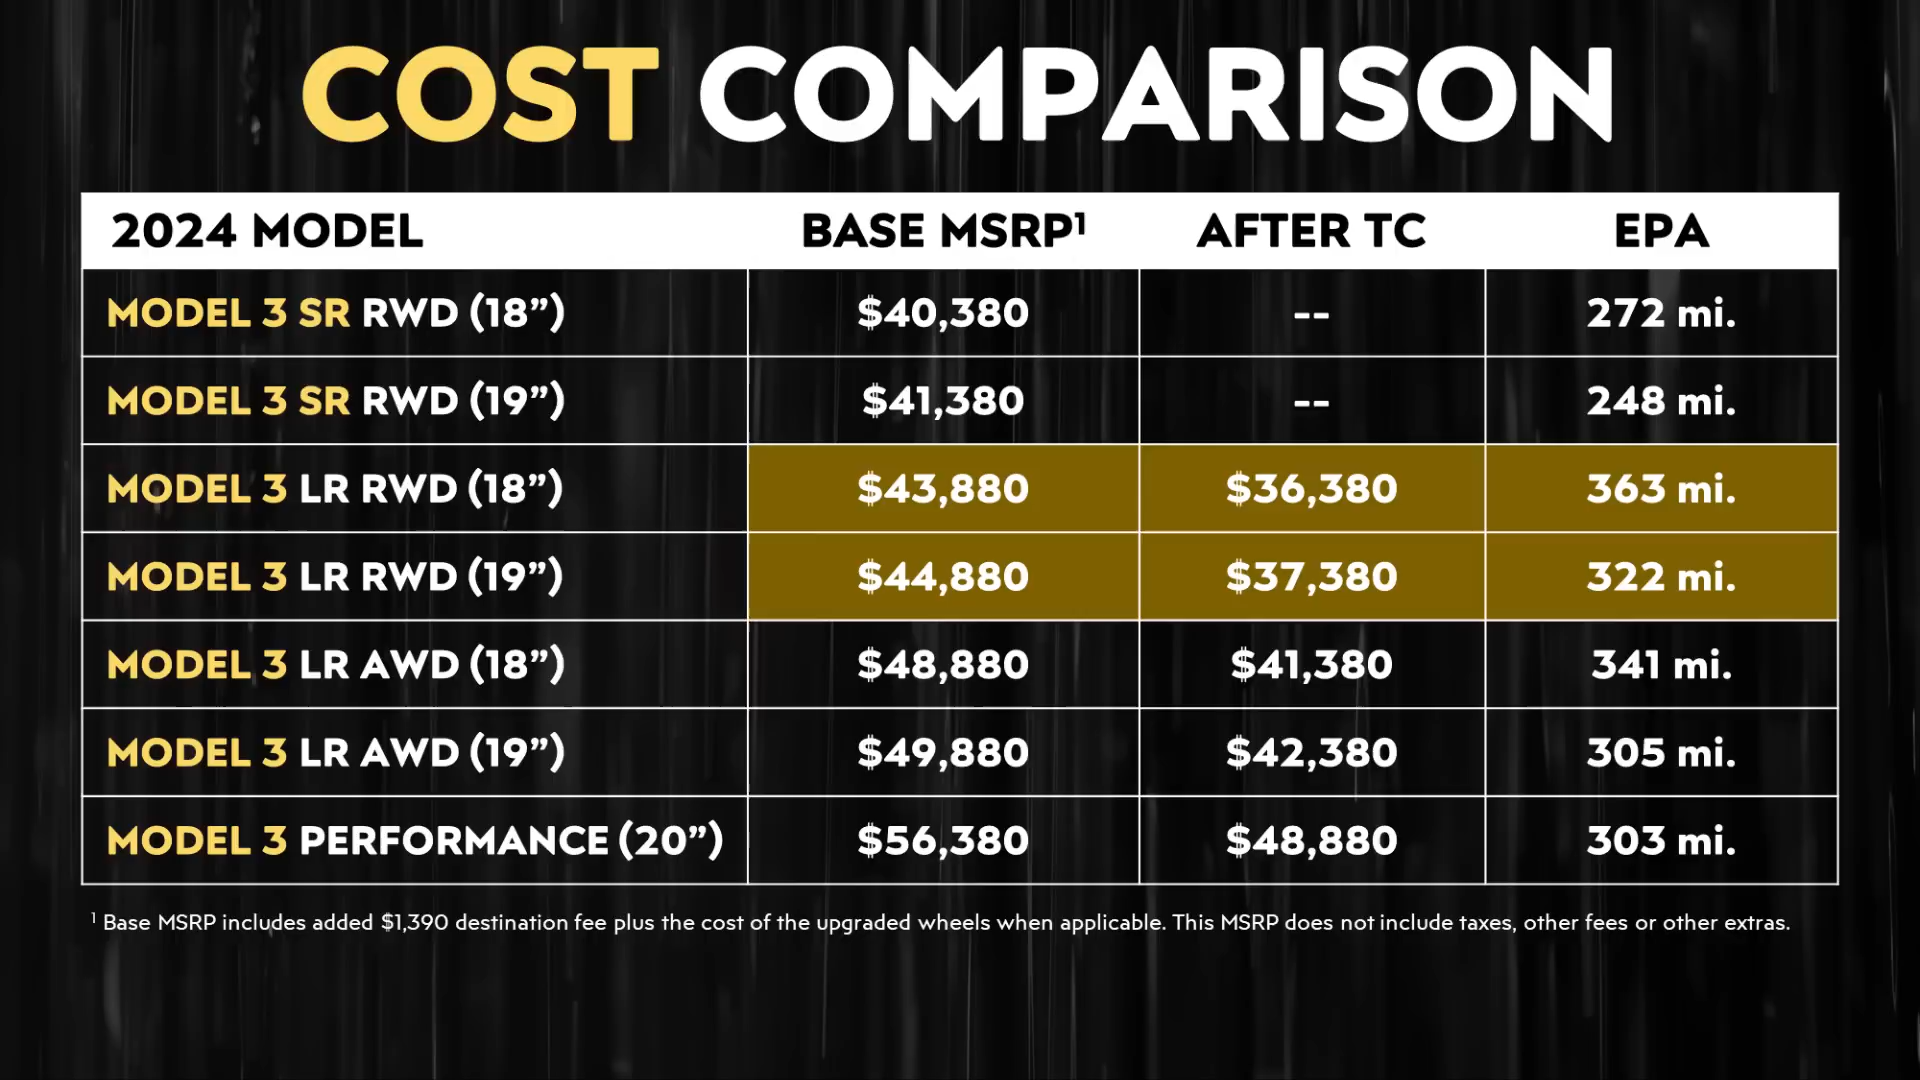 COST COMPARISON
2024 MODEL BASE MSRP¹ AFTER TC EPA
MODEL 3 SR RWD (18”) $40,380 -- 272 mi.
MODEL 3 SR RWD (19”) $41,380 -- 248 mi.
MODEL 3 LR RWD (18”) $43,880 $36,380 363 mi.
MODEL 3 LR RWD (19”) $44,880 $37,380 322 mi.
MODEL 3 LR AWD (18”) $48,880 $41,380 341 mi.
MODEL 3 LR AWD (19”) $49,880 $42,380 305 mi.
MODEL 3 PERFORMANCE (20”) $56,380 $48,880 303 mi.
¹ Base MSRP includes added $1,390 destination fee plus the cost of the upgraded wheels when applicable. This MSRP does not include taxes, other fees or other extras.